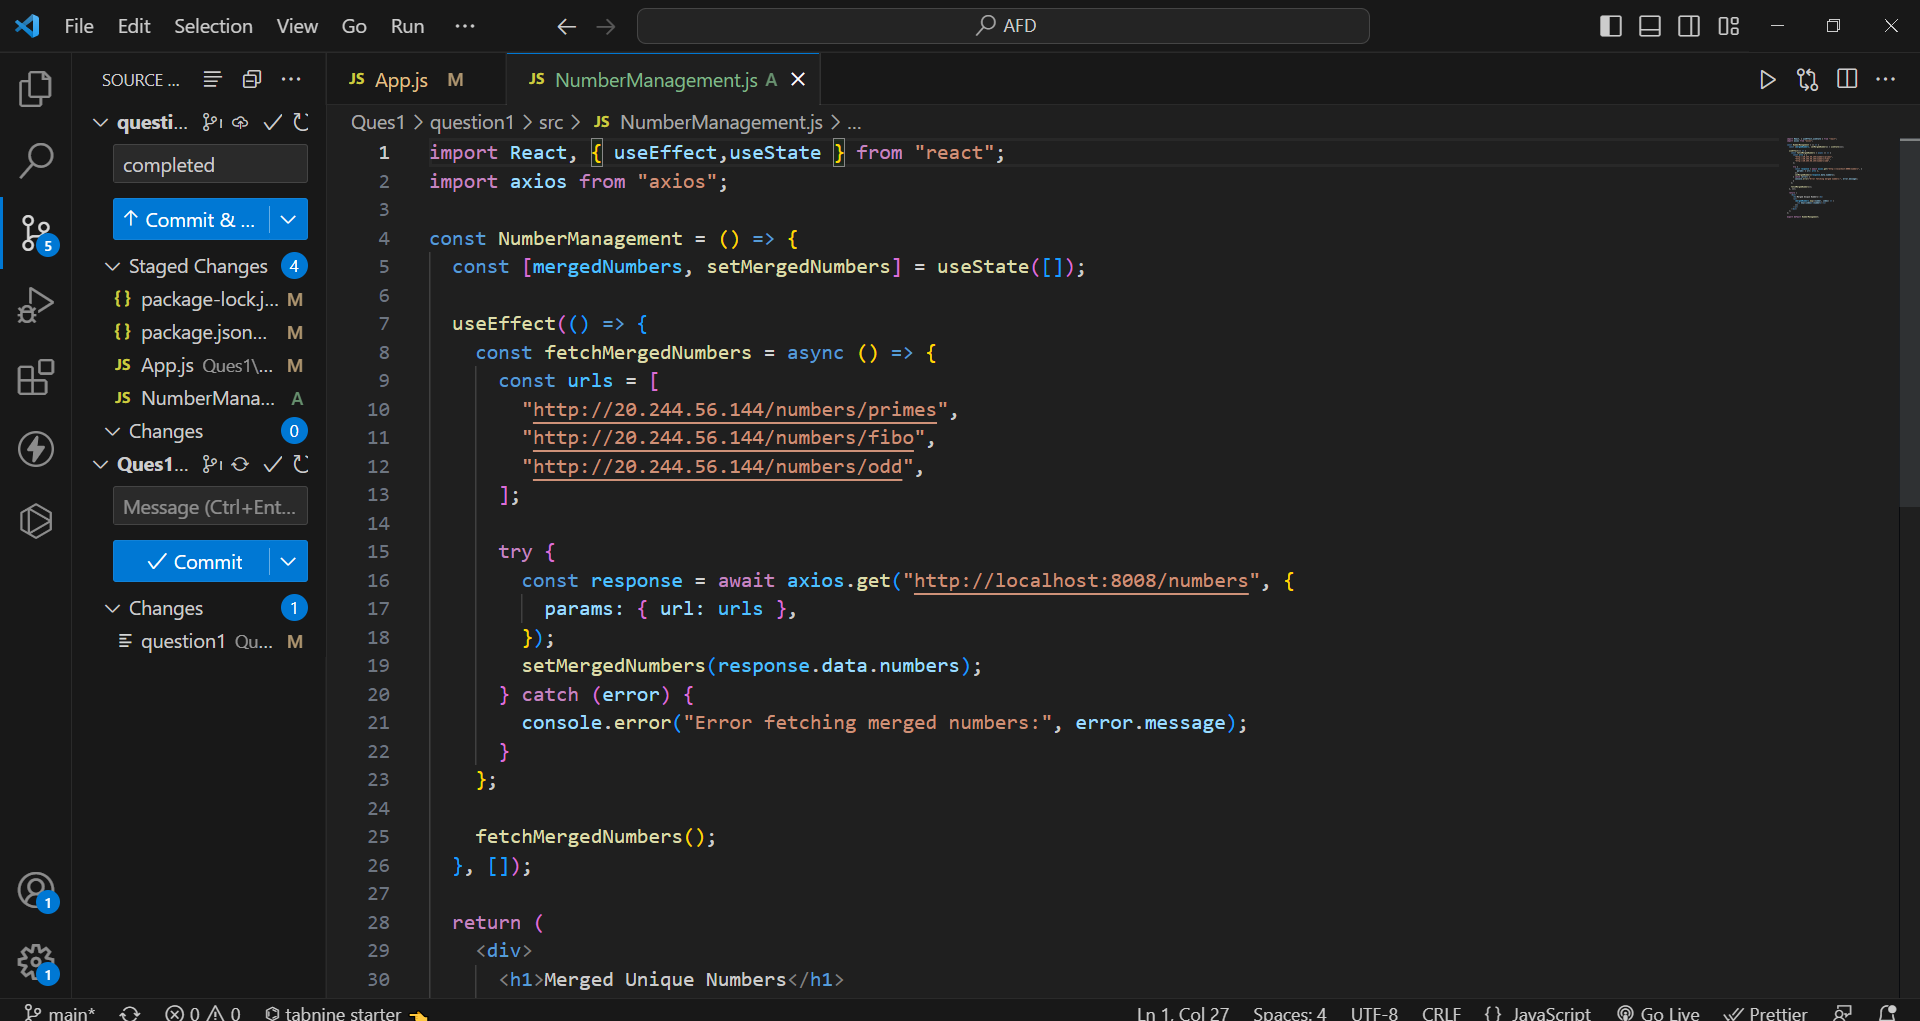 File Edit Selection View Go Run ··· AFD
SOURCE ... ···
questi...
completed
Commit & ...
Staged Changes 4
package-lock.j... M
package.json... M
App.js Ques1\... M
NumberMana... A
Changes 0
Ques1...
Message (Ctrl+Ent...
Commit
Changes 1
question1 Qu... M
5
1
1
JS App.js M
JS NumberManagement.js A
Ques1 > question1 > src > JS NumberManagement.js > ...
1 import React, { useEffect,useState } from "react";
2 import axios from "axios";
3
4 const NumberManagement = () => {
5 const [mergedNumbers, setMergedNumbers] = useState([]);
6
7 useEffect(() => {
8 const fetchMergedNumbers = async () => {
9 const urls = [
10 "http://20.244.56.144/numbers/primes",
11 "http://20.244.56.144/numbers/fibo",
12 "http://20.244.56.144/numbers/odd",
13 ];
14
15 try {
16 const response = await axios.get("http://localhost:8008/numbers", {
17 params: { url: urls },
18 });
19 setMergedNumbers(response.data.numbers);
20 } catch (error) {
21 console.error("Error fetching merged numbers:", error.message);
22 }
23 };
24
25 fetchMergedNumbers();
26 }, []);
27
28 return (
29 <div>
30 <h1>Merged Unique Numbers</h1>
main* 0 0 tabnine starter Ln 1, Col 27 Spaces: 4 UTF-8 CRLF {} JavaScript Go Live Prettier